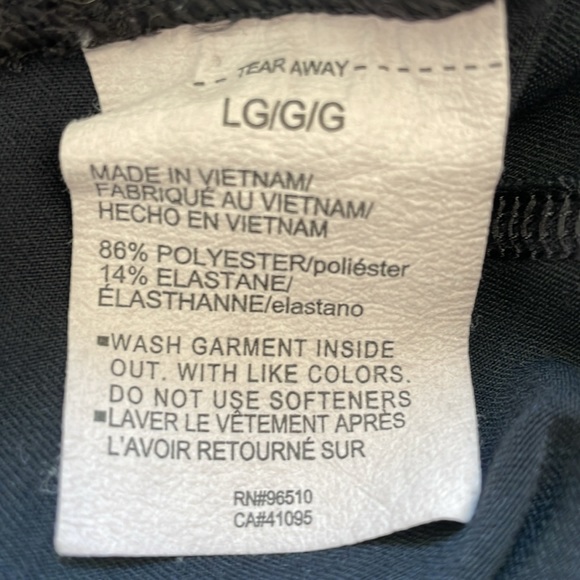 TEAR AWAY
LG/G/G
MADE IN VIETNAM/
FABRIQUÉ AU VIETNAM/
HECHO EN VIETNAM
86% POLYESTER/poliéster
14% ELASTANE/
ÉLASTHANNE/elastano
WASH GARMENT INSIDE
OUT. WITH LIKE COLORS.
DO NOT USE SOFTENERS
LAVER LE VÊTEMENT APRÈS
L'AVOIR RETOURNÉ SUR
RN#96510
CA#41095